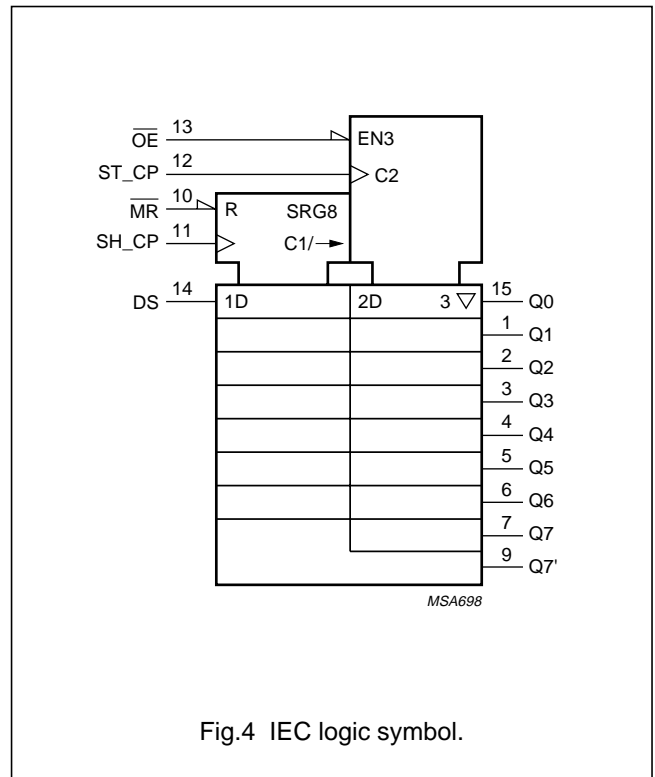 O̅E̅ 13 EN3
ST_CP 12 C2
M̅R̅ 10 R SRG8
SH_CP 11 C1/
DS 14 1D 2D 3 15 Q0
1 Q1
2 Q2
3 Q3
4 Q4
5 Q5
6 Q6
7 Q7
9 Q7'
MSA698
Fig.4 IEC logic symbol.